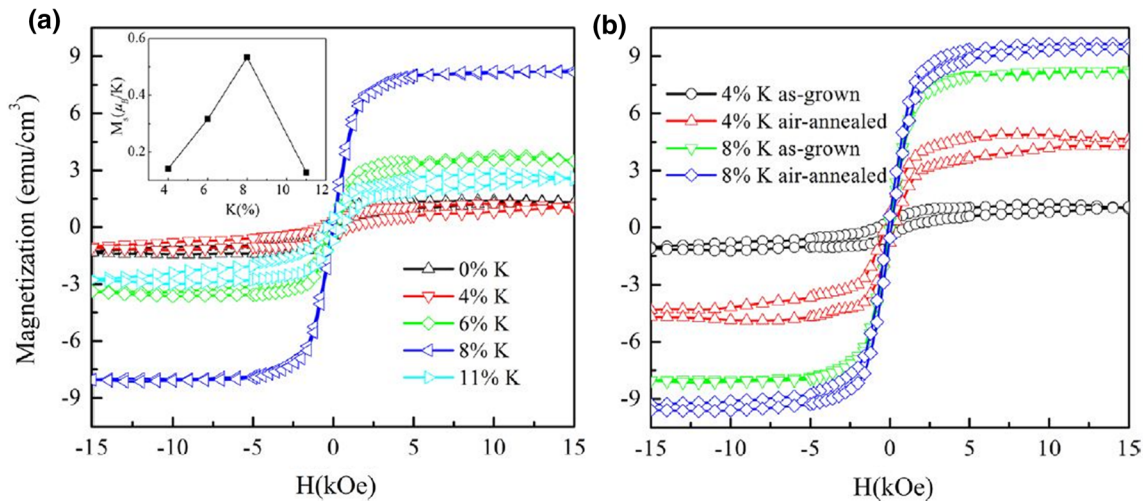 (a)
9
6
3
0
-3
-6
-9
-15
-10
-5
0
5
10
15
Magnetization (emu/cm³)
H(kOe)
0.6
0.4
0.2
4
6
8
10
12
Mₛ(μ_B/K)
K(%)
0% K
4% K
6% K
8% K
11% K
(b)
9
6
3
0
-3
-6
-9
-15
-10
-5
0
5
10
15
H(kOe)
4% K as-grown
4% K air-annealed
8% K as-grown
8% K air-annealed